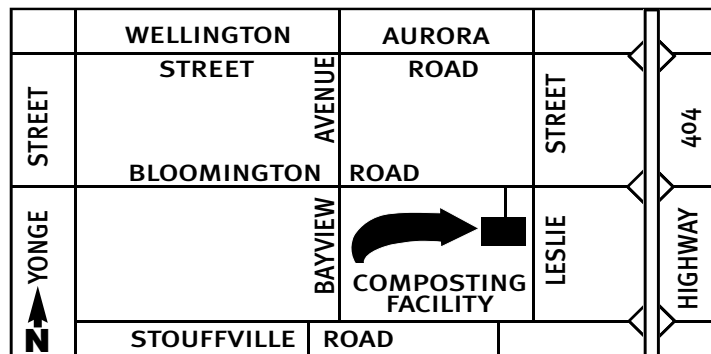 WELLINGTON AURORA
STREET AVENUE ROAD
STREET
STREET
404
BLOOMINGTON ROAD
YONGE
BAYVIEW
LESLIE
HIGHWAY
COMPOSTING
FACILITY
N
STOUFFVILLE ROAD